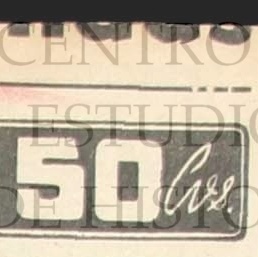 CENTRO
ESTUDIO
50 Cvs.
DE HISTO